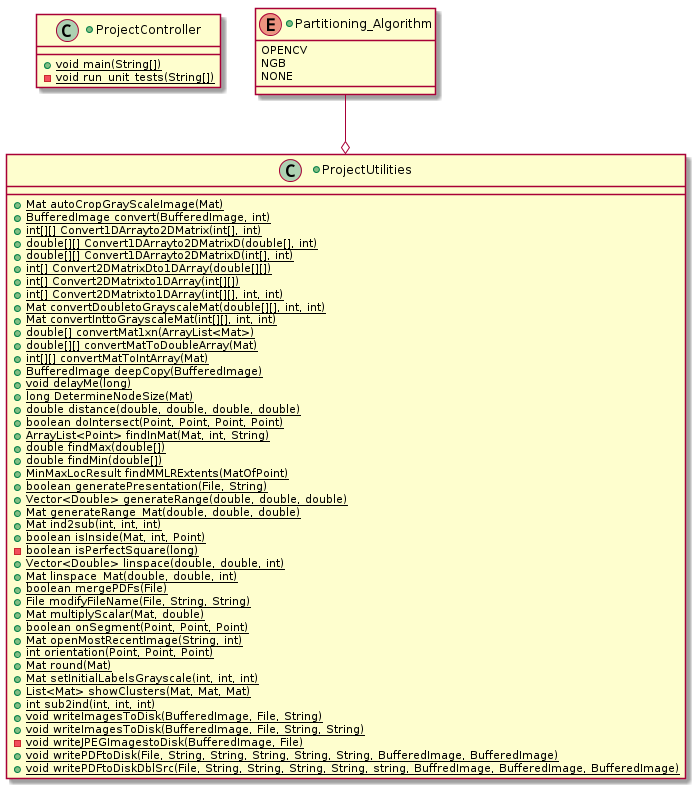 C ProjectController
void main(String[])
void run_unit_tests(String[])
E Partitioning_Algorithm
OPENCV
NGB
NONE
C ProjectUtilities
Mat autoCropGrayScaleImage(Mat)
BufferedImage convert(BufferedImage, int)
int[][] Convert1DArrayto2DMatrix(int[], int)
double[][] Convert1DArrayto2DMatrixD(double[], int)
double[][] Convert1DArrayto2DMatrixD(int[], int)
int[] Convert2DMatrixDto1DArray(double[][])
int[] Convert2DMatrixto1DArray(int[][])
int[] Convert2DMatrixto1DArray(int[][], int, int)
Mat convertDoubletoGrayscaleMat(double[][], int, int)
Mat convertInttoGrayscaleMat(int[][], int, int)
double[] convertMat1xn(ArrayList<Mat>)
double[][] convertMatToDoubleArray(Mat)
int[][] convertMatToIntArray(Mat)
BufferedImage deepCopy(BufferedImage)
void delayMe(long)
long DetermineNodeSize(Mat)
double distance(double, double, double, double)
boolean doIntersect(Point, Point, Point, Point)
ArrayList<Point> findInMat(Mat, int, String)
double findMax(double[])
double findMin(double[])
MinMaxLocResult findMMLRExtents(MatOfPoint)
boolean generatePresentation(File, String)
Vector<Double> generateRange(double, double, double)
Mat generateRange_Mat(double, double, double)
Mat ind2sub(int, int, int)
boolean isInside(Mat, int, Point)
boolean isPerfectSquare(long)
Vector<Double> linspace(double, double, int)
Mat linspace_Mat(double, double, int)
boolean mergePDFs(File)
File modifyFileName(File, String, String)
Mat multiplyScalar(Mat, double)
boolean onSegment(Point, Point, Point)
Mat openMostRecentImage(String, int)
int orientation(Point, Point, Point)
Mat round(Mat)
Mat setInitialLabelsGrayscale(int, int, int)
List<Mat> showClusters(Mat, Mat, Mat)
int sub2ind(int, int, int)
void writeImagesToDisk(BufferedImage, File, String)
void writeImagesToDisk(BufferedImage, File, String, String)
void writeJPEGImagestoDisk(BufferedImage, File)
void writePDFtoDisk(File, String, String, String, String, String, BufferedImage, BufferedImage)
void writePDFtoDiskDblSrc(File, String, String, String, String, string, BuffredImage, BufferedImage, BufferedImage)